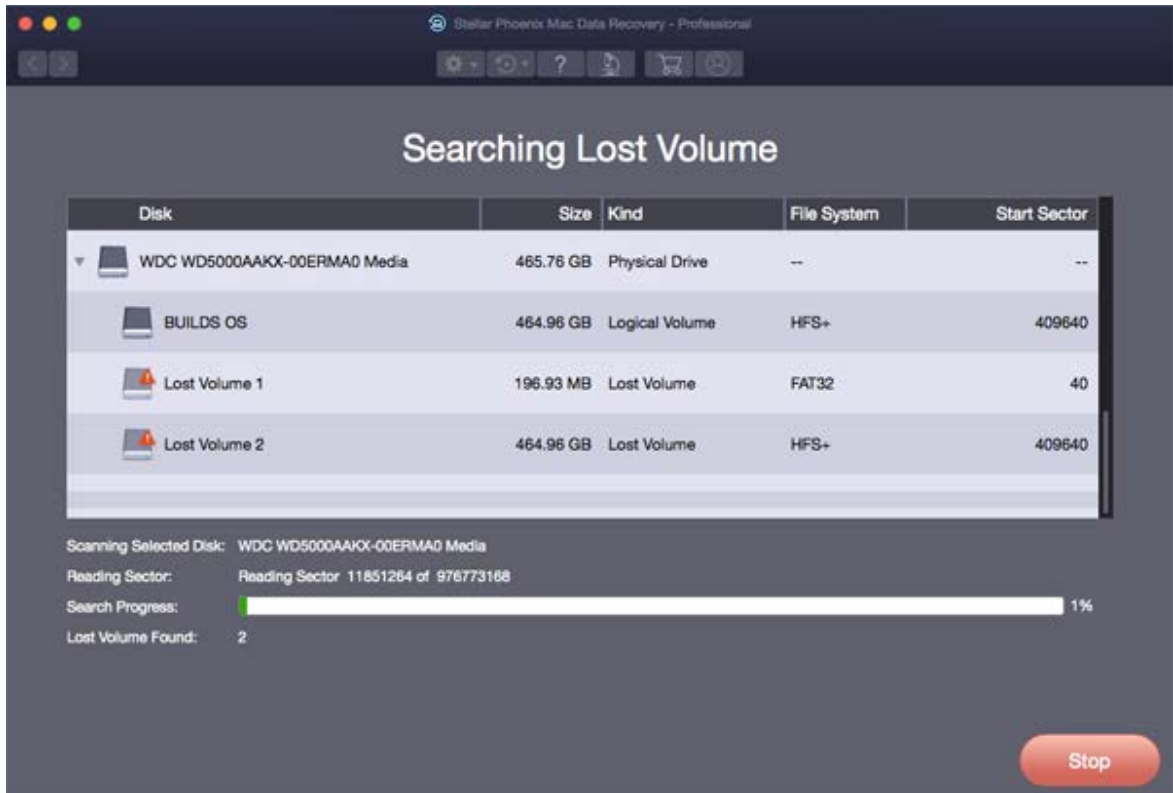 Stellar Phoenix Mac Data Recovery - Professional
?
Searching Lost Volume
Disk Size Kind File System Start Sector
WDC WD5000AAKX-00ERMA0 Media 465.76 GB Physical Drive -- --
BUILDS OS 464.96 GB Logical Volume HFS+ 409640
Lost Volume 1 196.93 MB Lost Volume FAT32 40
Lost Volume 2 464.96 GB Lost Volume HFS+ 409640
Scanning Selected Disk: WDC WD5000AAKX-00ERMA0 Media
Reading Sector: Reading Sector 11851264 of 976773168
Search Progress: 1%
Lost Volume Found: 2
Stop